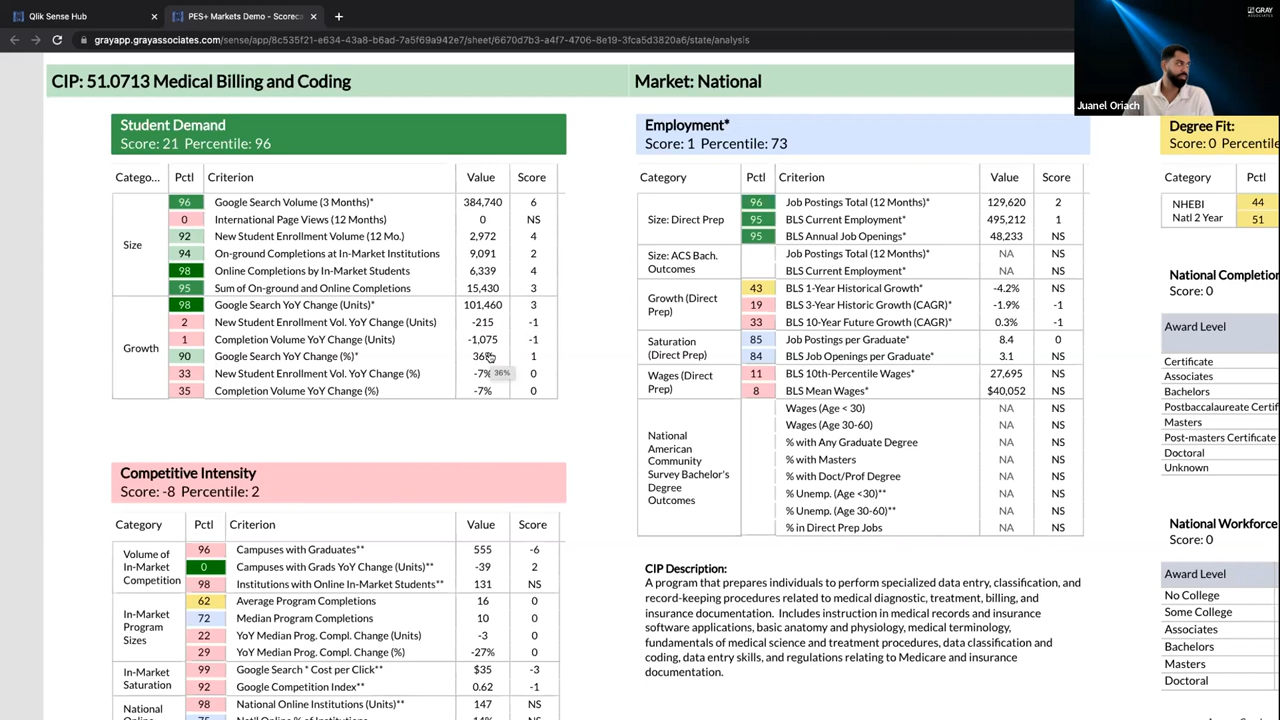 Qlik Sense Hub
PES+ Markets Demo - Scoreca
grayapp.grayassociates.com/sense/app/8c535f21-e634-43a8-b6ad-7a5f69a942e7/sheet/6670d7b3-a4f7-4706-8e19-3fca5d3820a6/state/analysis
GRAY
ASSOCIATES
Juanel Oriach
CIP: 51.0713 Medical Billing and Coding
Market: National
Student Demand
Score: 21 Percentile: 96
Catego... Pctl Criterion Value Score
Size
96 Google Search Volume (3 Months)* 384,740 6
0 International Page Views (12 Months) 0 NS
92 New Student Enrollment Volume (12 Mo.) 2,972 4
94 On-ground Completions at In-Market Institutions 9,091 2
98 Online Completions by In-Market Students 6,339 4
95 Sum of On-ground and Online Completions 15,430 3
Growth
98 Google Search YoY Change (Units)* 101,460 3
2 New Student Enrollment Vol. YoY Change (Units) -215 -1
1 Completion Volume YoY Change (Units) -1,075 -1
90 Google Search YoY Change (%)* 36% 1
33 New Student Enrollment Vol. YoY Change (%) -7% 0
36%
35 Completion Volume YoY Change (%) -7% 0
Competitive Intensity
Score: -8 Percentile: 2
Category Pctl Criterion Value Score
Volume of
In-Market
Competition
96 Campuses with Graduates** 555 -6
0 Campuses with Grads YoY Change (Units)** -39 2
98 Institutions with Online In-Market Students** 131 NS
In-Market
Program
Sizes
62 Average Program Completions 16 0
72 Median Program Completions 10 0
22 YoY Median Prog. Compl. Change (Units) -3 0
29 YoY Median Prog. Compl. Change (%) -27% 0
In-Market
Saturation
99 Google Search * Cost per Click** $35 -3
92 Google Competition Index** 0.62 -1
National
Online
98 National Online Institutions (Units)** 147 NS
Employment*
Score: 1 Percentile: 73
Category Pctl Criterion Value Score
Size: Direct Prep
96 Job Postings Total (12 Months)* 129,620 2
95 BLS Current Employment* 495,212 1
95 BLS Annual Job Openings* 48,233 NS
Size: ACS Bach.
Outcomes
Job Postings Total (12 Months)* NA NS
BLS Current Employment* NA NS
Growth (Direct
Prep)
43 BLS 1-Year Historical Growth* -4.2% NS
19 BLS 3-Year Historic Growth (CAGR)* -1.9% -1
33 BLS 10-Year Future Growth (CAGR)* 0.3% -1
Saturation
(Direct Prep)
85 Job Postings per Graduate* 8.4 0
84 BLS Job Openings per Graduate* 3.1 NS
Wages (Direct
Prep)
11 BLS 10th-Percentile Wages* 27,695 NS
8 BLS Mean Wages* $40,052 NS
National
American
Community
Survey Bachelor's
Degree
Outcomes
Wages (Age < 30) NA NS
Wages (Age 30-60) NA NS
% with Any Graduate Degree NA NS
% with Masters NA NS
% with Doct/Prof Degree NA NS
% Unemp. (Age <30)** NA NS
% Unemp. (Age 30-60)** NA NS
% in Direct Prep Jobs NA NS
CIP Description:
A program that prepares individuals to perform specialized data entry, classification, and
record-keeping procedures related to medical diagnostic, treatment, billing, and
insurance documentation. Includes instruction in medical records and insurance
software applications, basic anatomy and physiology, medical terminology,
fundamentals of medical science and treatment procedures, data classification and
coding, data entry skills, and regulations relating to Medicare and insurance
documentation.
Degree Fit:
Score: 0 Percentile
Category Pctl
NHEBI 44
Natl 2 Year 51
National Completion
Score: 0
Award Level
Certificate
Associates
Bachelors
Postbaccalaureate Certif
Masters
Post-masters Certificate
Doctoral
Unknown
National Workforce
Score: 0
Award Level
No College
Some College
Associates
Bachelors
Masters
Doctoral